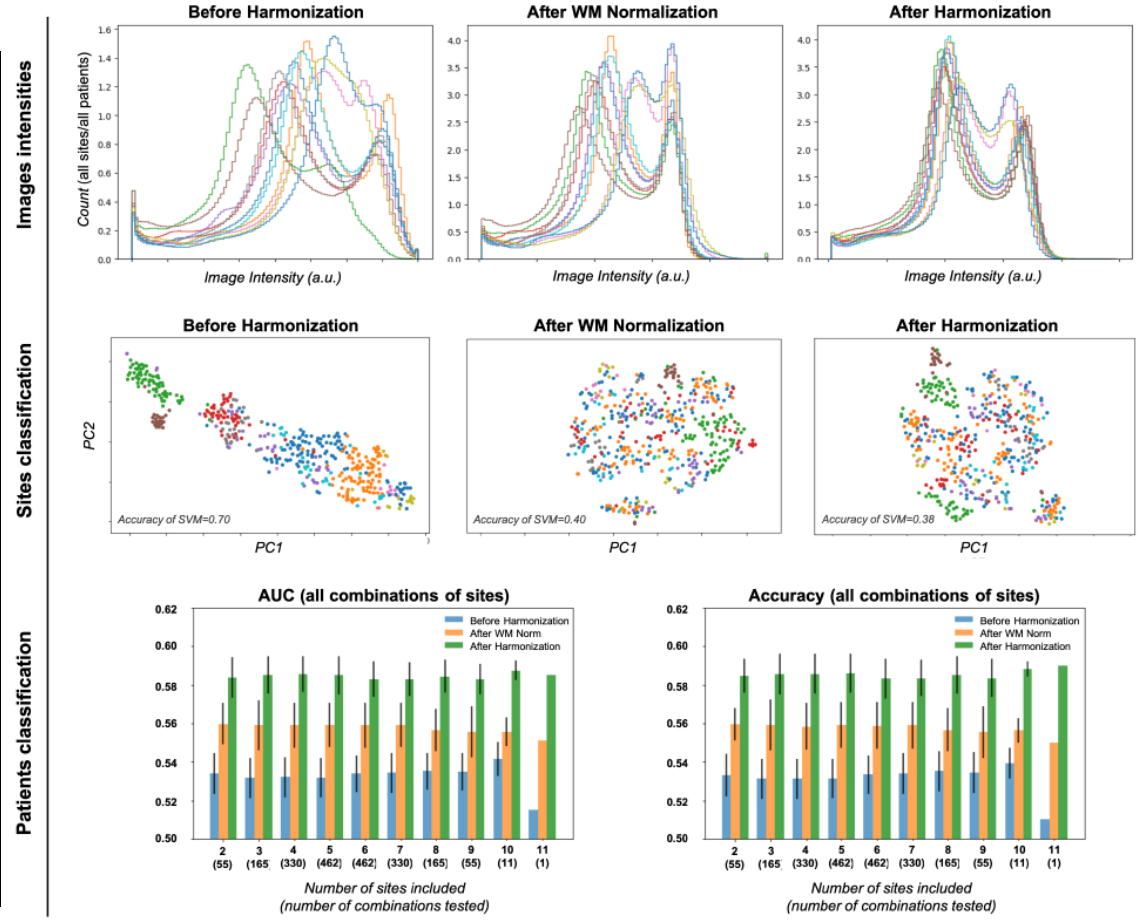 Images intensities
Before Harmonization
After WM Normalization
After Harmonization
Count (all sites/all patients)
1.6
1.4
1.2
1.0
0.8
0.6
0.4
0.2
0.0
4.0
3.5
3.0
2.5
2.0
1.5
1.0
0.5
0.0
4.0
3.5
3.0
2.5
2.0
1.5
1.0
0.5
0.0
Image Intensity (a.u.)
Image Intensity (a.u.)
Image Intensity (a.u.)
Sites classification
Before Harmonization
After WM Normalization
After Harmonization
PC2
Accuracy of SVM=0.70
Accuracy of SVM=0.40
Accuracy of SVM=0.38
PC1
PC1
PC1
Patients classification
AUC (all combinations of sites)
0.62
0.60
0.58
0.56
0.54
0.52
0.50
Before Harmonization
After WM Norm
After Harmonization
2 3 4 5 6 7 8 9 10 11
(55) (165) (330) (462) (462) (330) (165) (55) (11) (1)
Number of sites included
(number of combinations tested)
Accuracy (all combinations of sites)
0.62
0.60
0.58
0.56
0.54
0.52
0.50
Before Harmonization
After WM Norm
After Harmonization
2 3 4 5 6 7 8 9 10 11
(55) (165) (330) (462) (462) (330) (165) (55) (11) (1)
Number of sites included
(number of combinations tested)